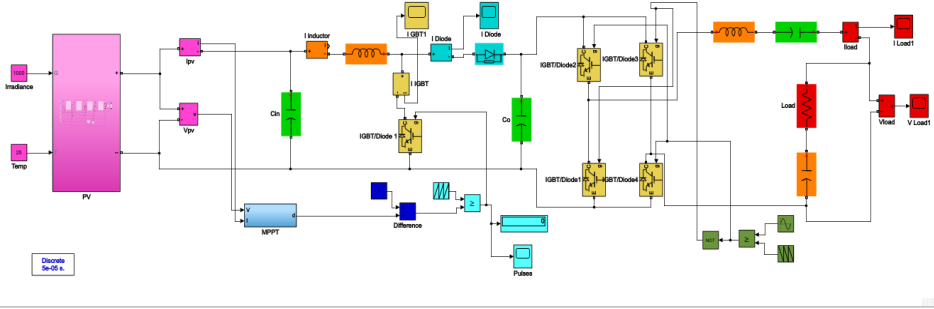 I GBT1
I Diode
I Load1
I Inductor
Ipv
I Diode
Iload
IGBT/Diode2
IGBT/Diode3
1000
Irradiance
I IGBT
Cin
Load
Vpv
Co
Vload
V Load1
IGBT/Diode 1
25
Temp
PV
IGBT/Diode1
IGBT/Diode4
MPPT
V
I
d
Difference
≥
0
Pulses
NOT
≥
Discrete
5e-05 s.